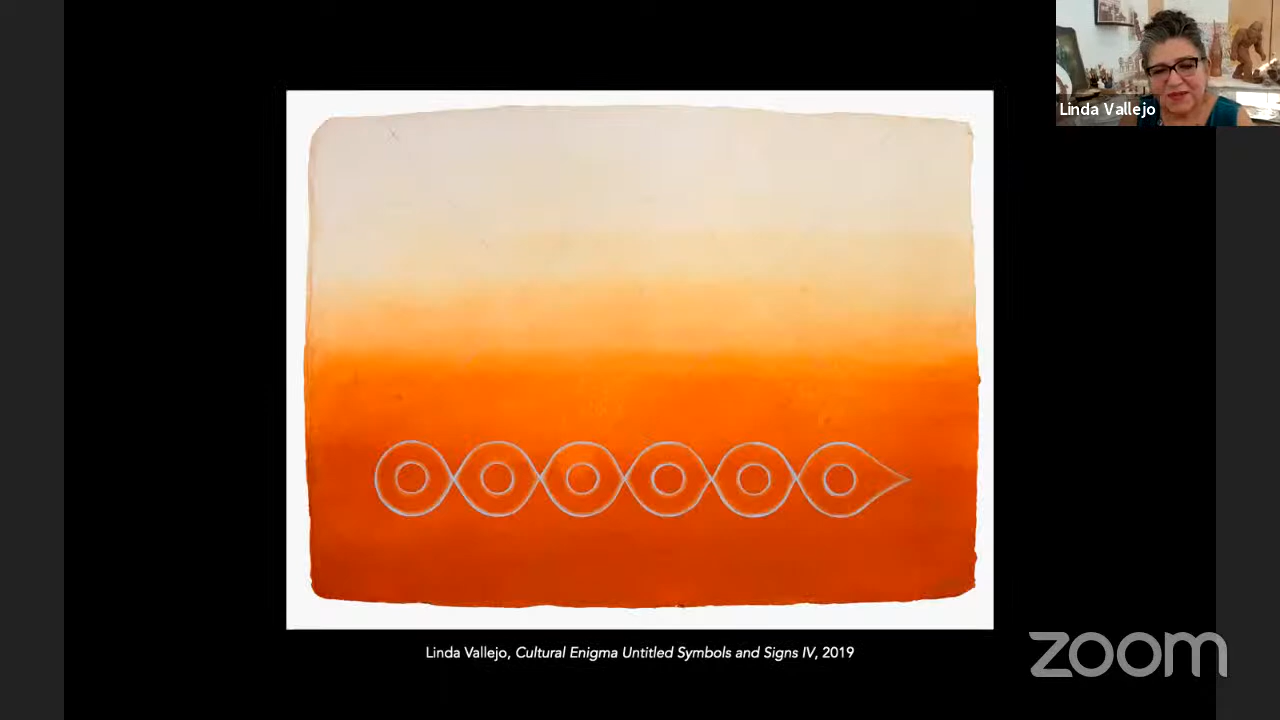 Linda Vallejo
Linda Vallejo, Cultural Enigma Untitled Symbols and Signs IV, 2019
zoom